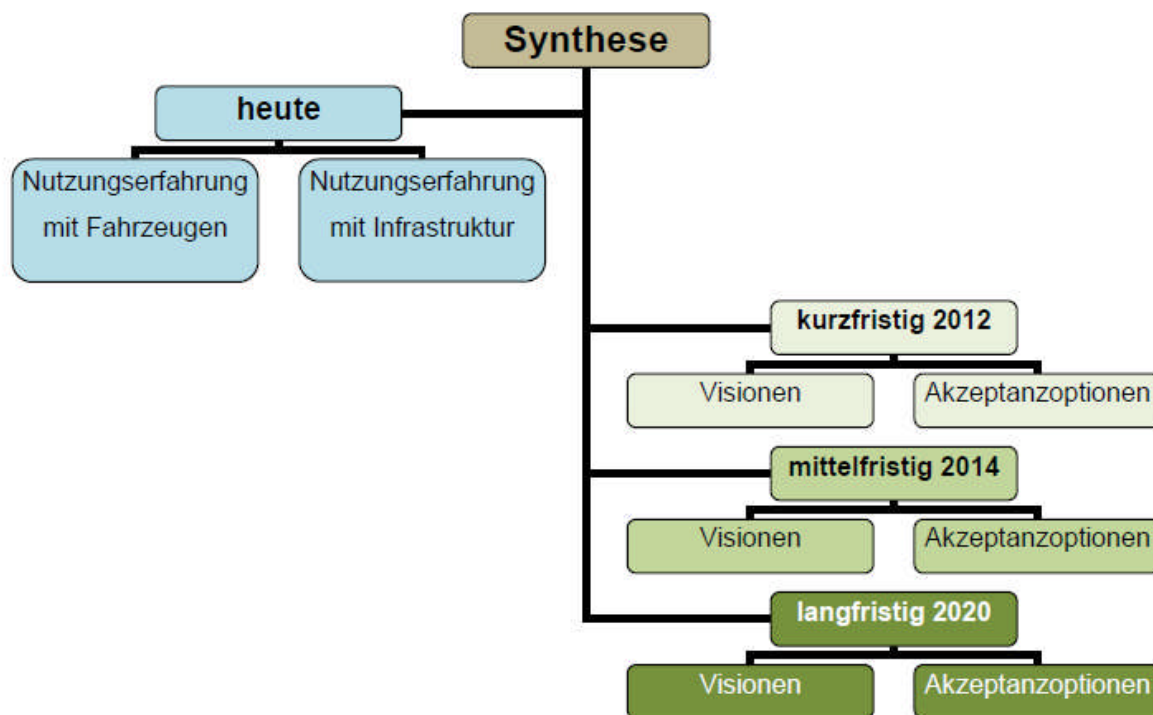 Synthese
heute
Nutzungserfahrung
mit Fahrzeugen
Nutzungserfahrung
mit Infrastruktur
kurzfristig 2012
Visionen
Akzeptanzoptionen
mittelfristig 2014
Visionen
Akzeptanzoptionen
langfristig 2020
Visionen
Akzeptanzoptionen